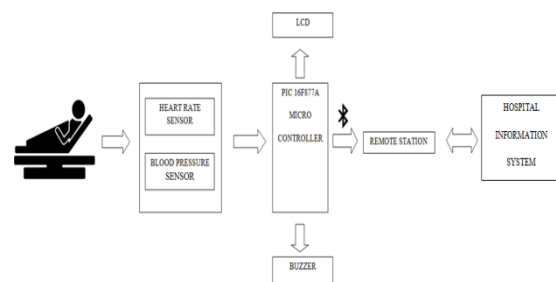 LCD
HEART RATE
SENSOR
BLOOD PRESSURE
SENSOR
PIC 16F877A
MICRO
CONTROLLER
REMOTE STATION
HOSPITAL
INFORMATION
SYSTEM
BUZZER